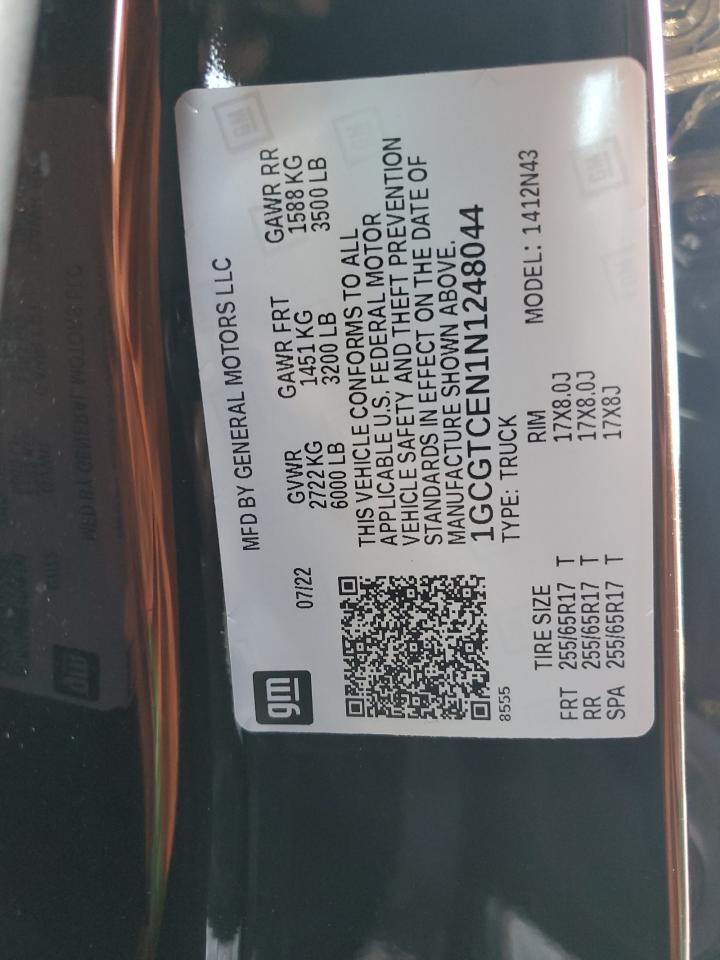 gm
MFD BY GENERAL MOTORS LLC
07/22
GVWR GAWR FRT GAWR RR
2722 KG 1451 KG 1588 KG
6000 LB 3200 LB 3500 LB
THIS VEHICLE CONFORMS TO ALL
APPLICABLE U.S. FEDERAL MOTOR
VEHICLE SAFETY AND THEFT PREVENTION
STANDARDS IN EFFECT ON THE DATE OF
MANUFACTURE SHOWN ABOVE.
1GCGTCEN1N1248044
8555
TYPE: TRUCK MODEL: 1412N43
TIRE SIZE RIM
FRT 255/65R17 T 17X8.0J
RR 255/65R17 T 17X8.0J
SPA 255/65R17 T 17X8J